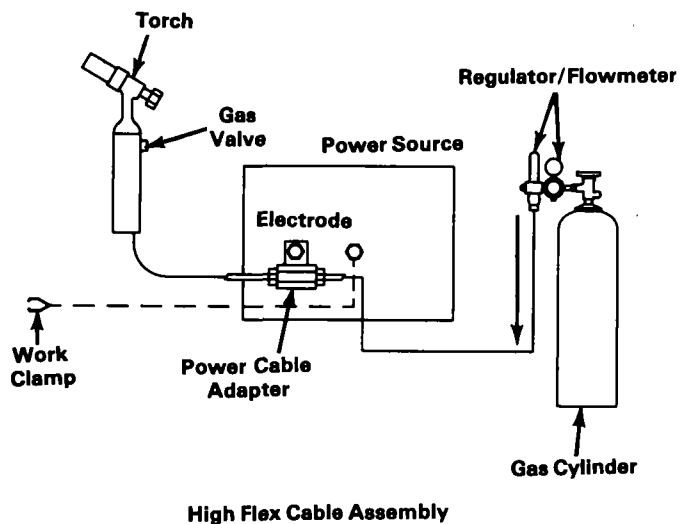 Torch
Regulator/Flowmeter
Gas
Valve
Power Source
Electrode
Work
Clamp
Power Cable
Adapter
Gas Cylinder
High Flex Cable Assembly